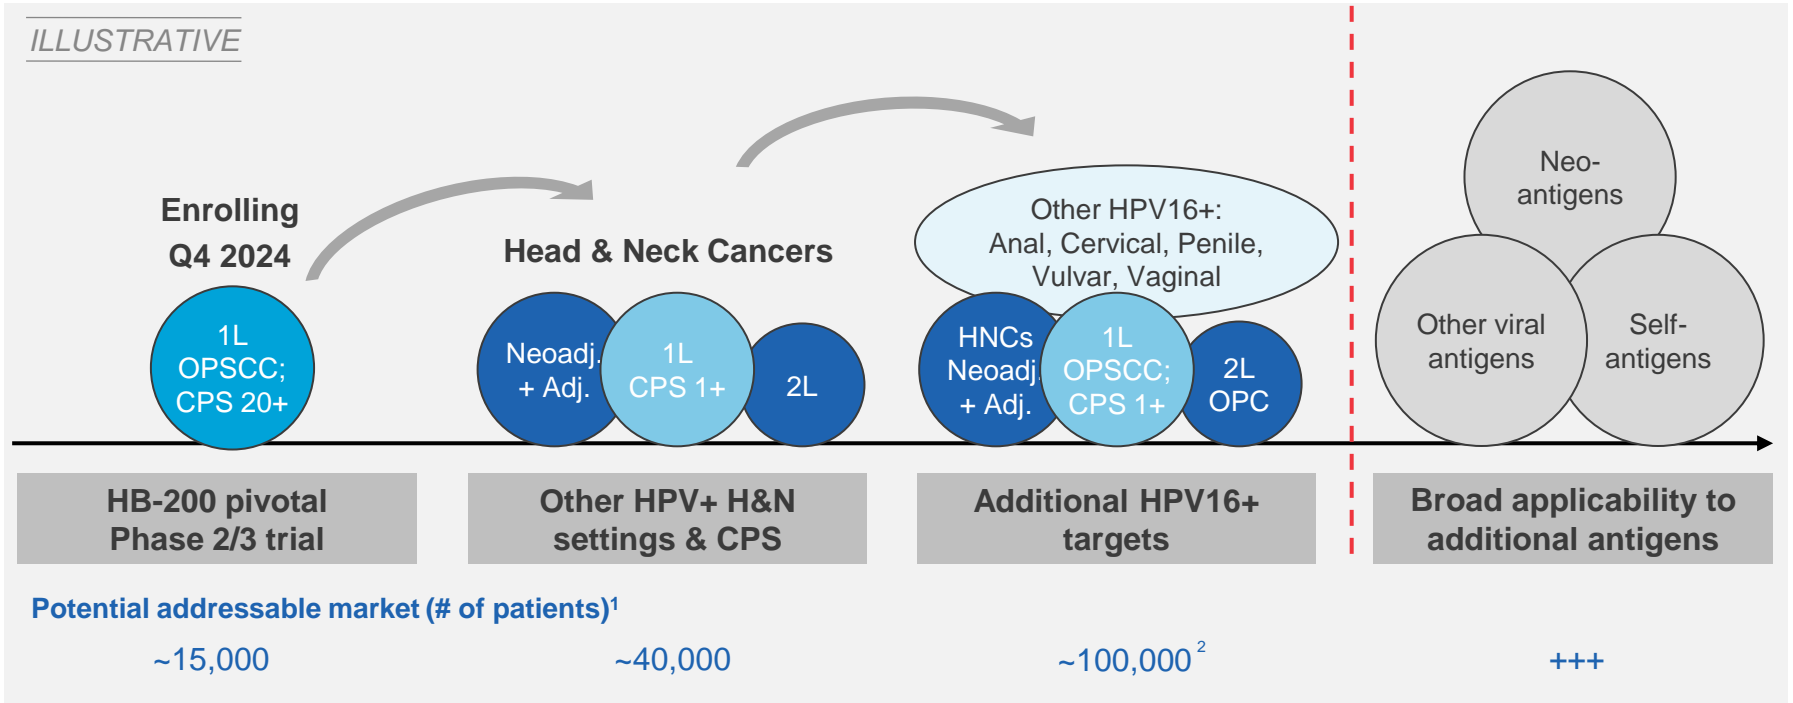 ILLUSTRATIVE
Enrolling
Q4 2024
1L
OPSCC;
CPS 20+
Head & Neck Cancers
Neoadj.
+ Adj.
1L
CPS 1+
2L
Other HPV16+:
Anal, Cervical, Penile,
Vulvar, Vaginal
HNCs
Neoadj.
+ Adj.
1L
OPSCC;
CPS 1+
2L
OPC
Neo-
antigens
Other viral
antigens
Self-
antigens
HB-200 pivotal
Phase 2/3 trial
Other HPV+ H&N
settings & CPS
Additional HPV16+
targets
Broad applicability to
additional antigens
Potential addressable market (# of patients)¹
~15,000
~40,000
~100,000²
+++